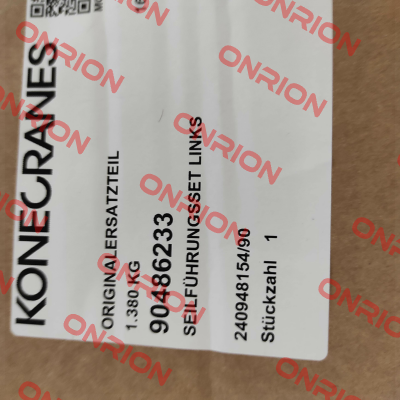 KONECRANES
ORIGINALERSATZTEIL
1.380 KG
90486233
SEILFÜHRUNGSSET LINKS
240948154/90
Stückzahl 1
ONRION
ONRION
ONRION
ONRION
ONRION
ONRION
ONRION
ONRION